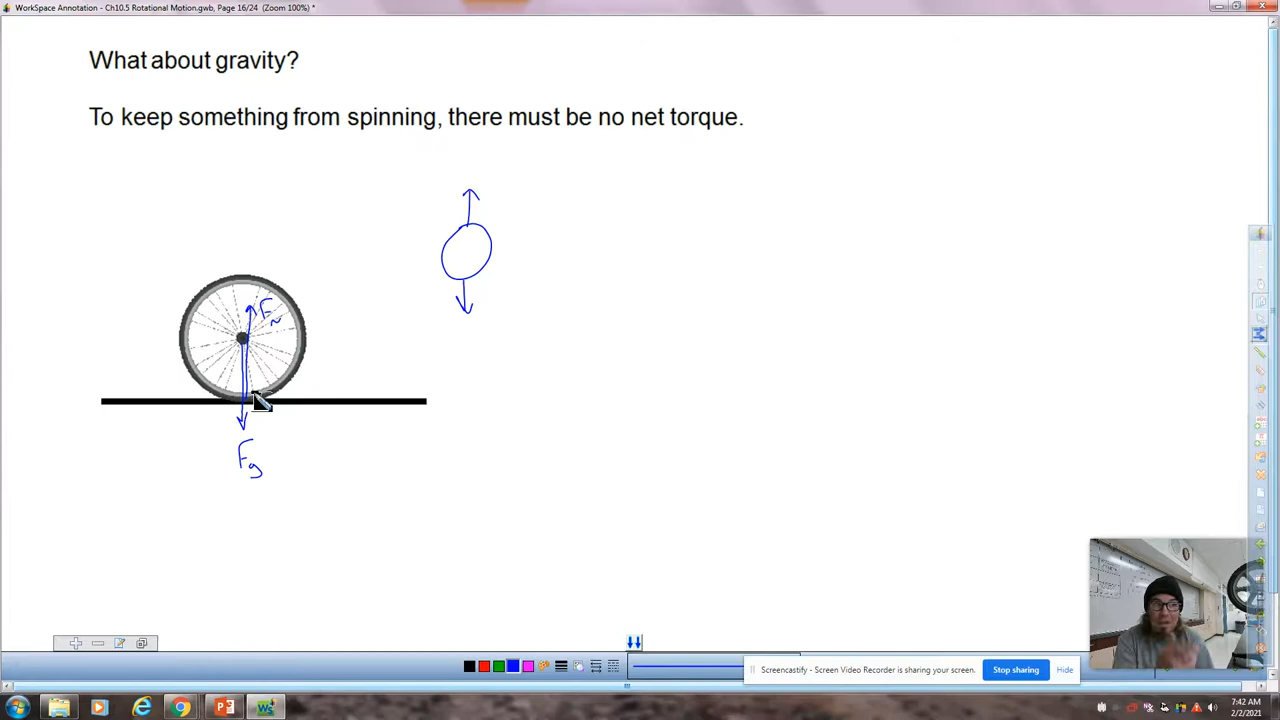 WorkSpace Annotation - Ch10.5 Rotational Motion.gwb, Page 16/24 (Zoom 100%) *
What about gravity?
To keep something from spinning, there must be no net torque.
FN
Fg
Screencastify - Screen Video Recorder is sharing your screen.
Stop sharing
Hide
7:42 AM
2/2/2021